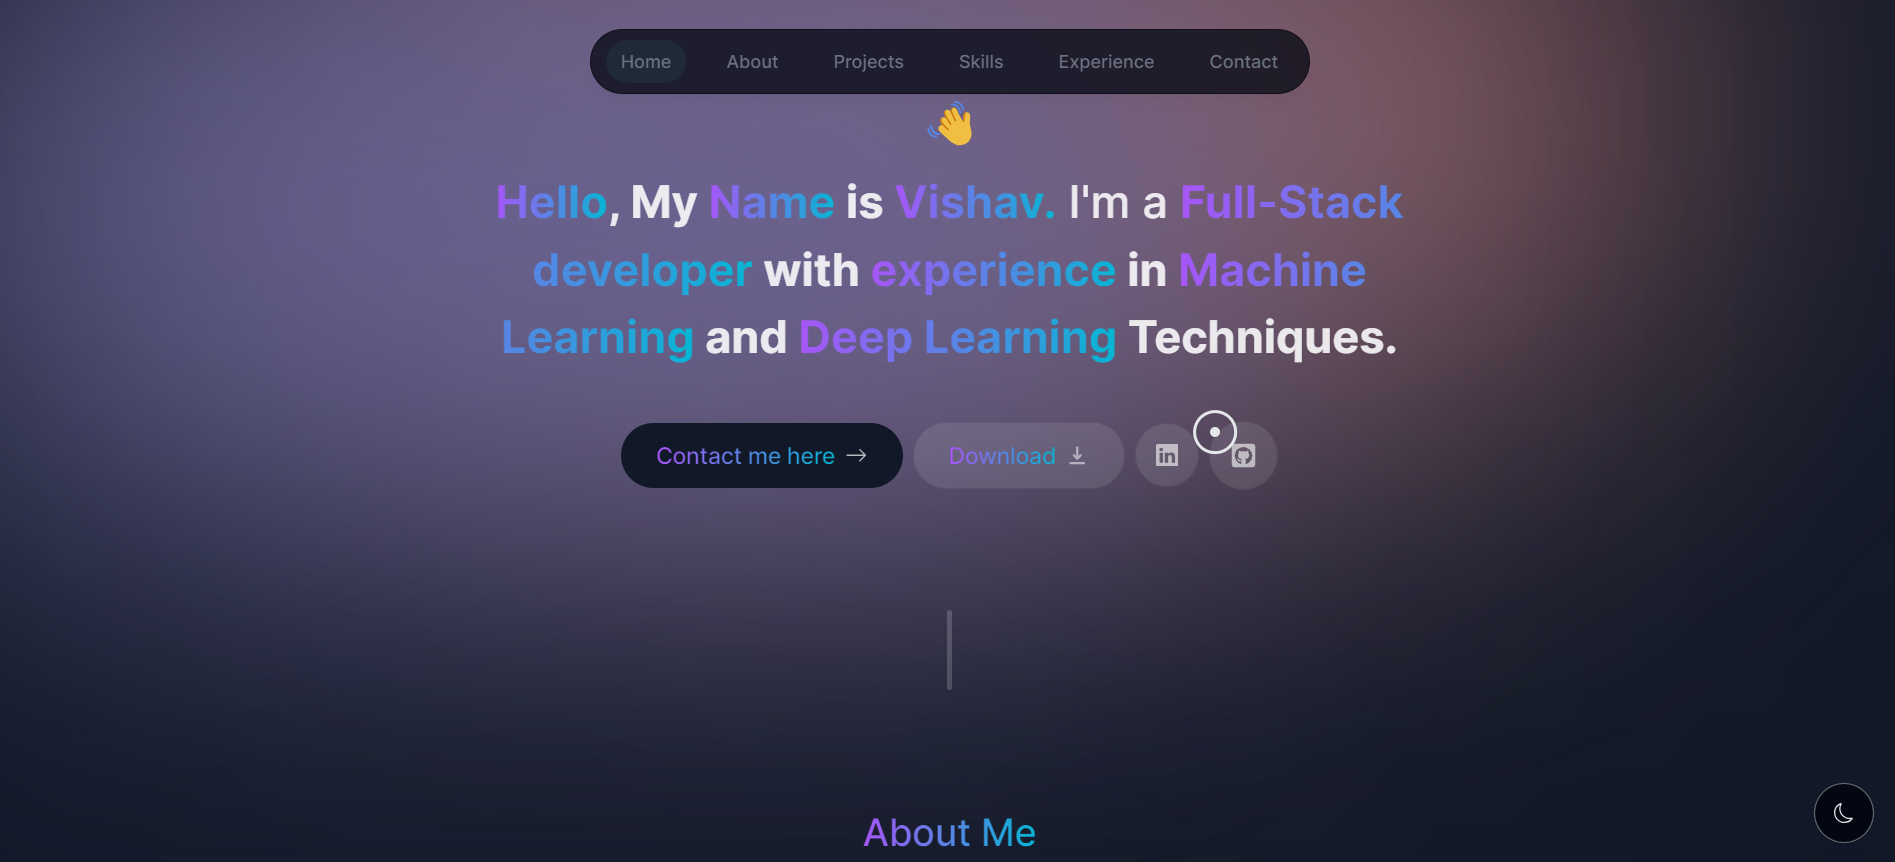 Home About Projects Skills Experience Contact
Hello, My Name is Vishav. I'm a Full-Stack
developer with experience in Machine
Learning and Deep Learning Techniques.
Contact me here Download in
About Me